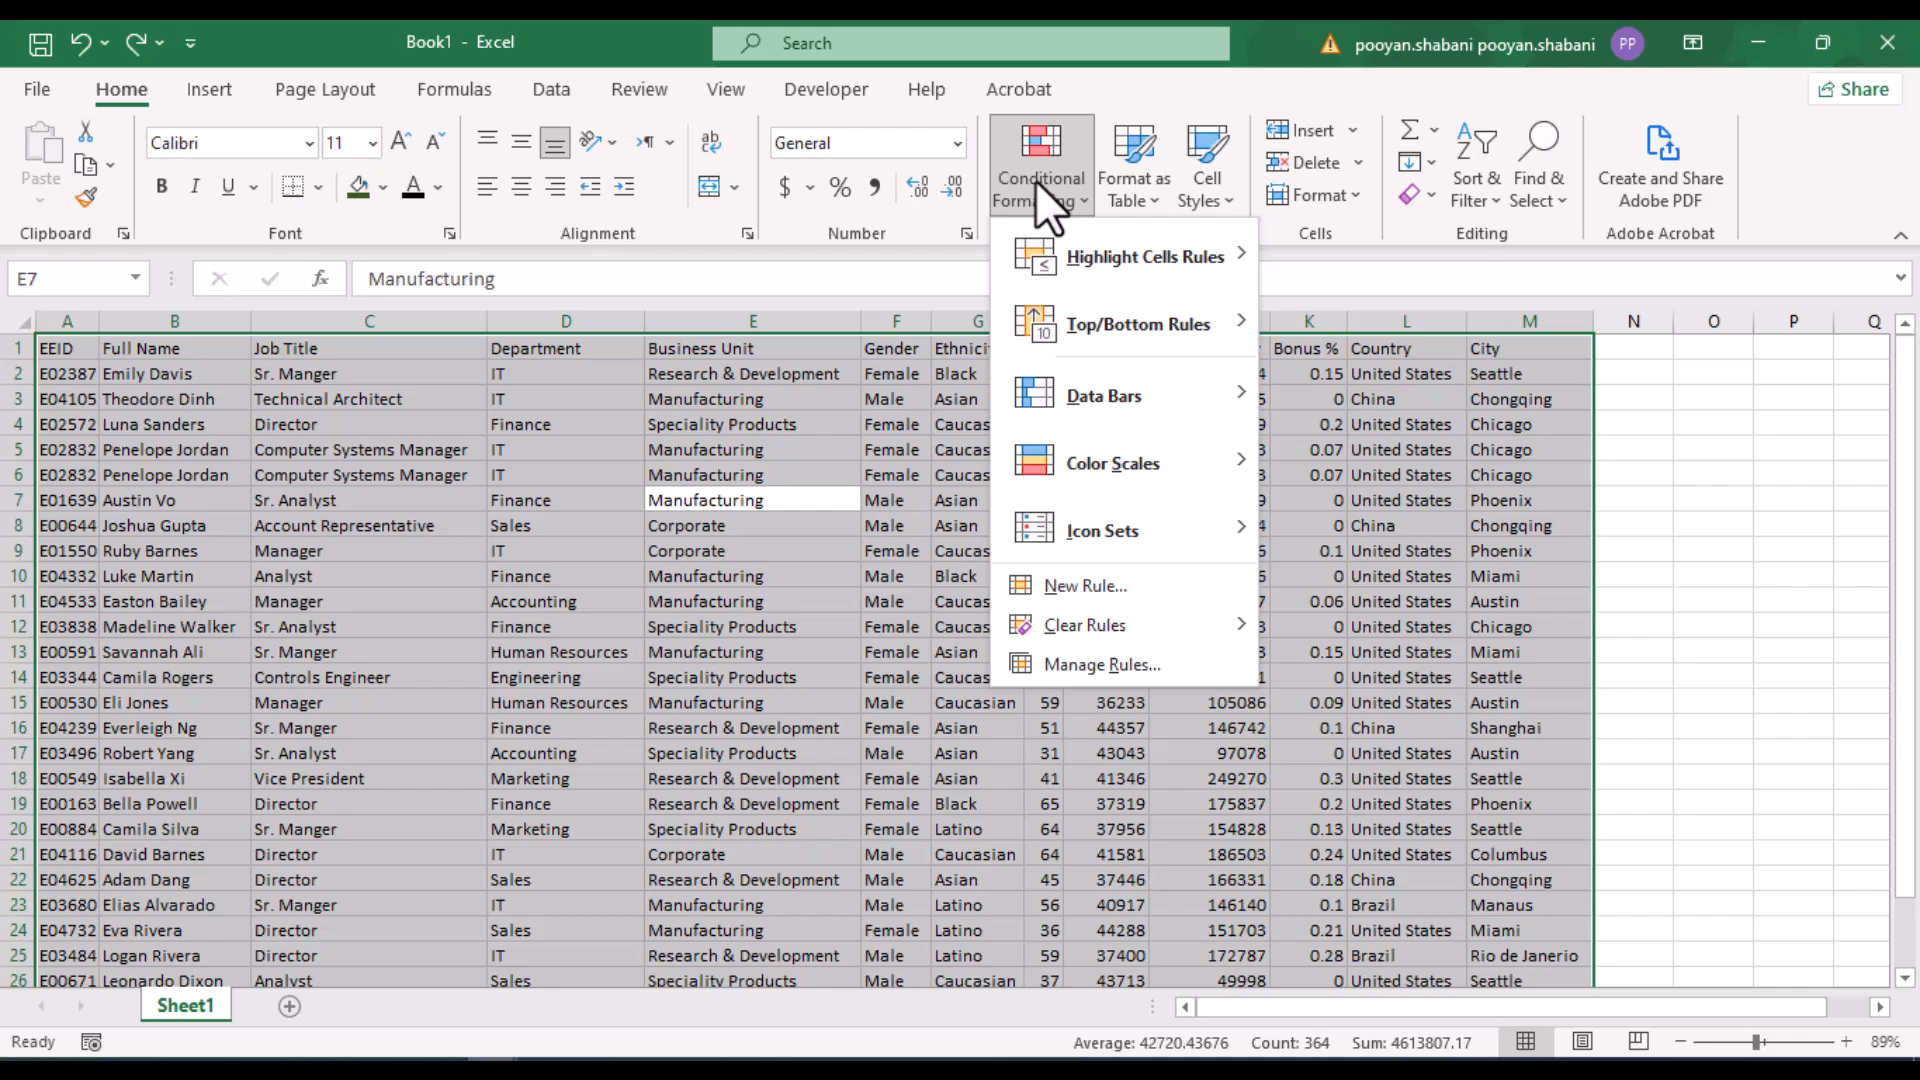 Book1 - Excel
Search
pooyan.shabani pooyan.shabani
PP
File Home Insert Page Layout Formulas Data Review View Developer Help Acrobat
Share
Paste
Calibri 11
B I U A
ab
General
$ % 9
Conditional Formatting
Format as Table
Cell Styles
Insert
Delete
Format
Sort & Filter
Find & Select
Create and Share Adobe PDF
Clipboard Font Alignment Number Cells Editing Adobe Acrobat
E7 fx Manufacturing
Highlight Cells Rules
Top/Bottom Rules
Data Bars
Color Scales
Icon Sets
New Rule...
Clear Rules
Manage Rules...
A B C D E F G K L M N O P Q
1 EEID Full Name Job Title Department Business Unit Gender Ethnici Bonus % Country City
2 E02387 Emily Davis Sr. Manger IT Research & Development Female Black 4 0.15 United States Seattle
3 E04105 Theodore Dinh Technical Architect IT Manufacturing Male Asian 0 China Chongqing
4 E02572 Luna Sanders Director Finance Speciality Products Female Caucas 9 0.2 United States Chicago
5 E02832 Penelope Jordan Computer Systems Manager IT Manufacturing Female Caucas 3 0.07 United States Chicago
6 E02832 Penelope Jordan Computer Systems Manager IT Manufacturing Female Caucas 3 0.07 United States Chicago
7 E01639 Austin Vo Sr. Analyst Finance Manufacturing Male Asian 9 0 United States Phoenix
8 E00644 Joshua Gupta Account Representative Sales Corporate Male Asian 4 0 China Chongqing
9 E01550 Ruby Barnes Manager IT Corporate Female Caucas 0.1 United States Phoenix
10 E04332 Luke Martin Analyst Finance Manufacturing Male Black 0 United States Miami
11 E04533 Easton Bailey Manager Accounting Manufacturing Male Caucas 7 0.06 United States Austin
12 E03838 Madeline Walker Sr. Analyst Finance Speciality Products Female Caucas 3 0 United States Chicago
13 E00591 Savannah Ali Sr. Manger Human Resources Manufacturing Female Asian 3 0.15 United States Miami
14 E03344 Camila Rogers Controls Engineer Engineering Speciality Products Female Caucas 1 0 United States Seattle
15 E00530 Eli Jones Manager Human Resources Manufacturing Male Caucasian 59 36233 105086 0.09 United States Austin
16 E04239 Everleigh Ng Sr. Manger Finance Research & Development Female Asian 51 44357 146742 0.1 China Shanghai
17 E03496 Robert Yang Sr. Analyst Accounting Speciality Products Male Asian 31 43043 97078 0 United States Austin
18 E00549 Isabella Xi Vice President Marketing Research & Development Female Asian 41 41346 249270 0.3 United States Seattle
19 E00163 Bella Powell Director Finance Research & Development Female Black 65 37319 175837 0.2 United States Phoenix
20 E00884 Camila Silva Sr. Manger Marketing Speciality Products Female Latino 64 37956 154828 0.13 United States Seattle
21 E04116 David Barnes Director IT Corporate Male Caucasian 64 41581 186503 0.24 United States Columbus
22 E04625 Adam Dang Director Sales Research & Development Male Asian 45 37446 166331 0.18 China Chongqing
23 E03680 Elias Alvarado Sr. Manger IT Manufacturing Male Latino 56 40917 146140 0.1 Brazil Manaus
24 E04732 Eva Rivera Director Sales Manufacturing Female Latino 36 44288 151703 0.21 United States Miami
25 E03484 Logan Rivera Director IT Research & Development Male Latino 59 37400 172787 0.28 Brazil Rio de Janerio
26 E00671 Leonardo Dixon Analyst Sales Speciality Products Male Caucasian 37 43713 49998 0 United States Seattle
Sheet1
Ready Average: 42720.43676 Count: 364 Sum: 4613807.17 89%